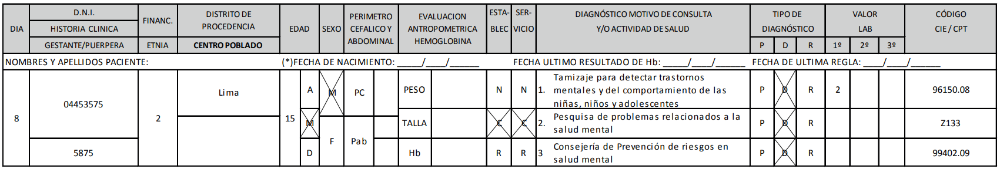 DIA
D.N.I.
HISTORIA CLINICA
GESTANTE/PUERPERA
FINANC.
ETNIA
DISTRITO DE
PROCEDENCIA
CENTRO POBLADO
EDAD
SEXO
PERIMETRO
CEFALICO Y
ABDOMINAL
EVALUACION
ANTROPOMETRICA
HEMOGLOBINA
ESTA-
BLEC
SER-
VICIO
DIAGNÓSTICO MOTIVO DE CONSULTA
Y/O ACTIVIDAD DE SALUD
TIPO DE
DIAGNÓSTICO
P D R
VALOR
LAB
1º 2º 3º
CÓDIGO
CIE / CPT
NOMBRES Y APELLIDOS PACIENTE: (*)FECHA DE NACIMIENTO: _____/____/______ FECHA ULTIMO RESULTADO DE Hb: _____/____/______ FECHA DE ULTIMA REGLA: ____/____/______
8
04453575
5875
2
Lima
15
A
M
D
M
F
PC
Pab
PESO
TALLA
Hb
N N
C C
R R
1. Tamizaje para detectar trastornos
mentales y del comportamiento de las
niñas, niños y adolescentes
P D R 2 96150.08
2. Pesquisa de problemas relacionados a la
salud mental
P D R Z133
3 Consejería de Prevención de riesgos en
salud mental
P D R 99402.09